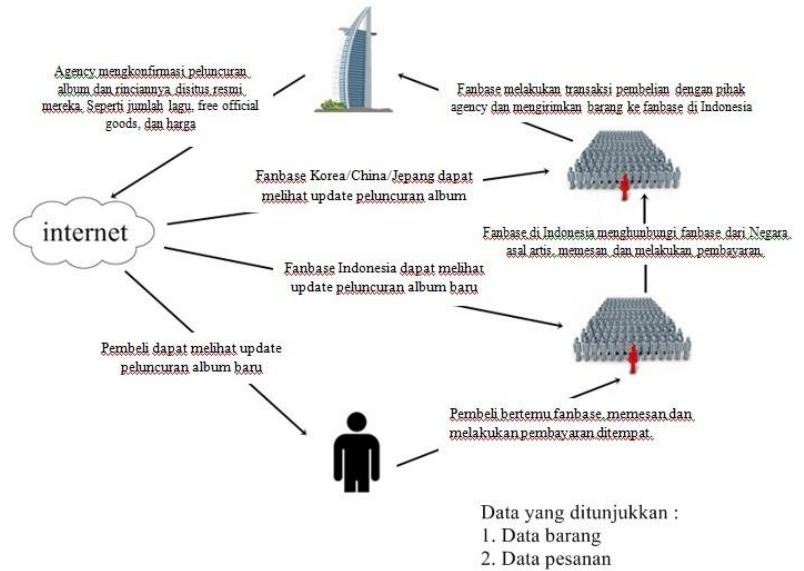 Agency mengkonfirmasi peluncuran
album dan rinciannya disitus resmi
mereka. Seperti jumlah lagu, free official
goods, dan harga
Fanbase melakukan transaksi pembelian dengan pihak
agency dan mengirimkan barang ke fanbase di Indonesia
Fanbase Korea/China/Jepang dapat
melihat update peluncuran album
internet
Fanbase di Indonesia menghunbungi fanbase dari Negara
asal artis, memesan dan melakukan pembayaran.
Fanbase Indonesia dapat melihat
update peluncuran album baru
Pembeli dapat melihat update
peluncuran album baru
Pembeli bertemu fanbase, memesan dan
melakukan pembayaran ditempat.
Data yang ditunjukkan :
1. Data barang
2. Data pesanan